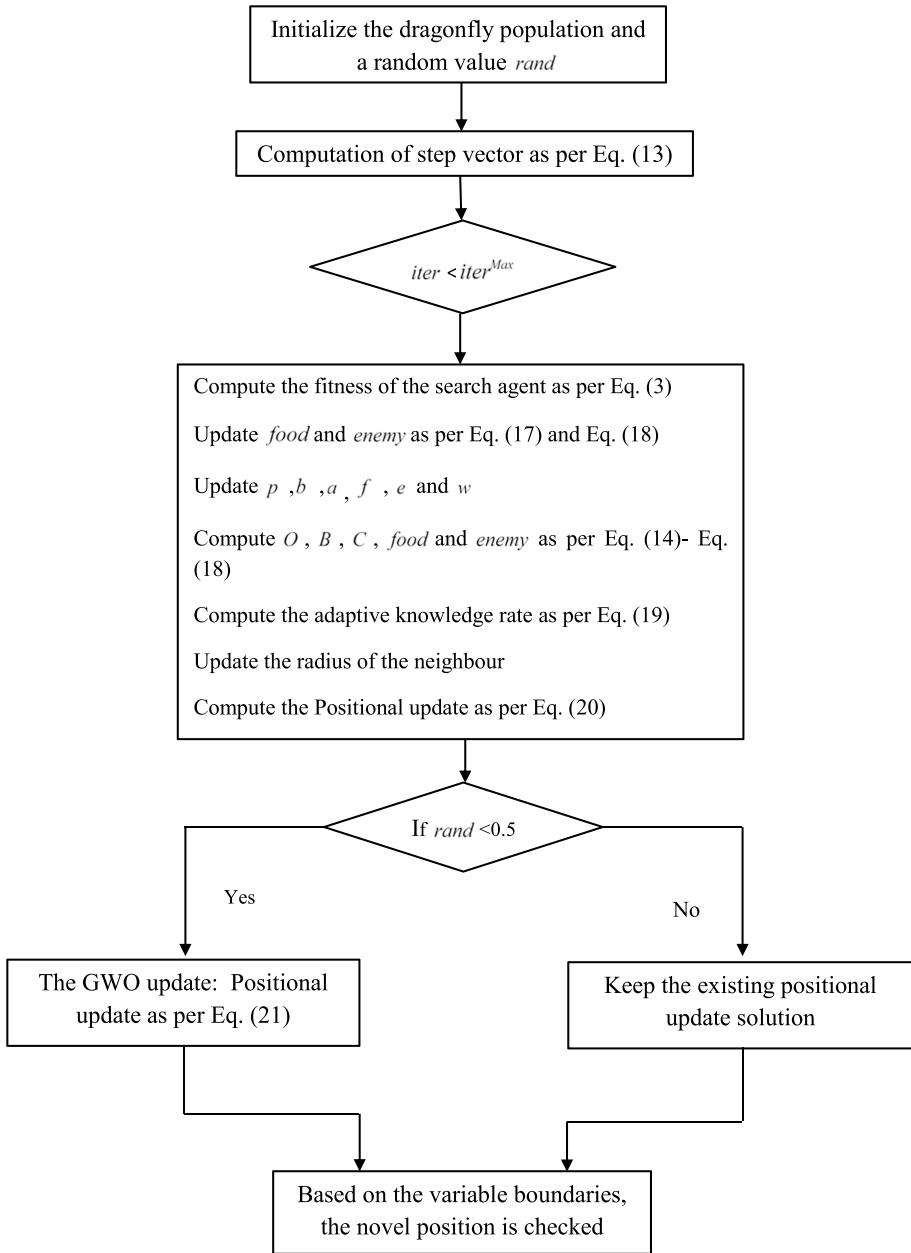 Initialize the dragonfly population and
a random value rand
Computation of step vector as per Eq. (13)
iter < iter^Max
Compute the fitness of the search agent as per Eq. (3)
Update food and enemy as per Eq. (17) and Eq. (18)
Update p , b , a , f , e and w
Compute O , B , C , food and enemy as per Eq. (14)- Eq.
(18)
Compute the adaptive knowledge rate as per Eq. (19)
Update the radius of the neighbour
Compute the Positional update as per Eq. (20)
If rand <0.5
Yes
No
The GWO update: Positional
update as per Eq. (21)
Keep the existing positional
update solution
Based on the variable boundaries,
the novel position is checked